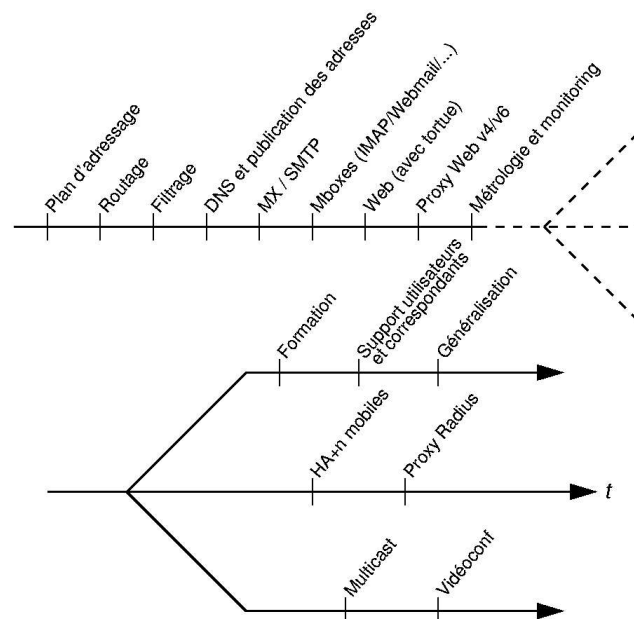 Plan d'adressage
Routage
Filtrage
DNS et publication des adresses
MX / SMTP
Mboxes (IMAP/Webmail/...)
Web (avec tortue)
Proxy Web v4/v6
Métrologie et monitoring
Formation
Support utilisateurs
et correspondants
Généralisation
HA+n mobiles
Proxy Radius
t
Multicast
Vidéoconf